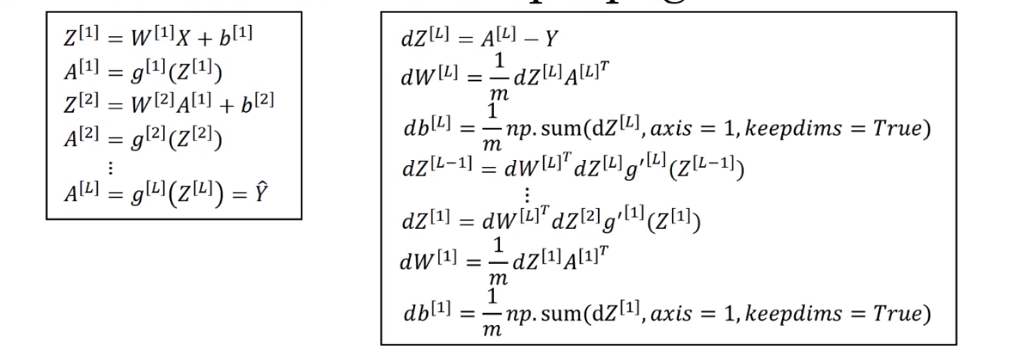 Z^[1] = W^[1]X + b^[1]
A^[1] = g^[1](Z^[1])
Z^[2] = W^[2]A^[1] + b^[2]
A^[2] = g^[2](Z^[2])
⋮
A^[L] = g^[L](Z^[L]) = Ŷ
dZ^[L] = A^[L] − Y
dW^[L] = 1/m dZ^[L]A^[L]^T
db^[L] = 1/m np.sum(dZ^[L], axis = 1, keepdims = True)
dZ^[L−1] = dW^[L]^T dZ^[L]g′^[L](Z^[L−1])
⋮
dZ^[1] = dW^[L]^T dZ^[2]g′^[1](Z^[1])
dW^[1] = 1/m dZ^[1]A^[1]^T
db^[1] = 1/m np.sum(dZ^[1], axis = 1, keepdims = True)